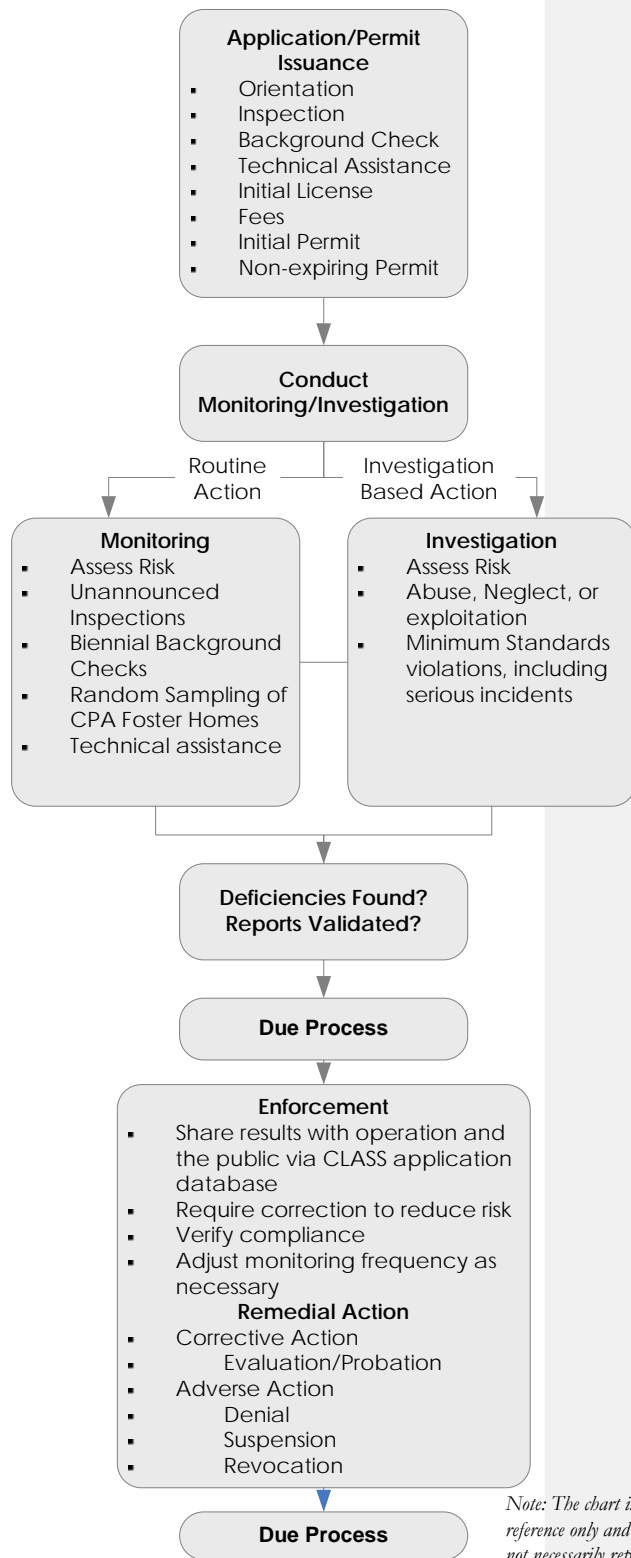 Application/Permit
Issuance
▪ Orientation
▪ Inspection
▪ Background Check
▪ Technical Assistance
▪ Initial License
▪ Fees
▪ Initial Permit
▪ Non-expiring Permit
Conduct
Monitoring/Investigation
Routine
Action
Investigation
Based Action
Monitoring
▪ Assess Risk
▪ Unannounced
Inspections
▪ Biennial Background
Checks
▪ Random Sampling of
CPA Foster Homes
▪ Technical assistance
Investigation
▪ Assess Risk
▪ Abuse, Neglect, or
exploitation
▪ Minimum Standards
violations, including
serious incidents
Deficiencies Found?
Reports Validated?
Due Process
Enforcement
▪ Share results with operation and
the public via CLASS application
database
▪ Require correction to reduce risk
▪ Verify compliance
▪ Adjust monitoring frequency as
necessary
Remedial Action
▪ Corrective Action
▪ Evaluation/Probation
▪ Adverse Action
▪ Denial
▪ Suspension
▪ Revocation
Due Process
Note: The chart
reference only and
not necessarily